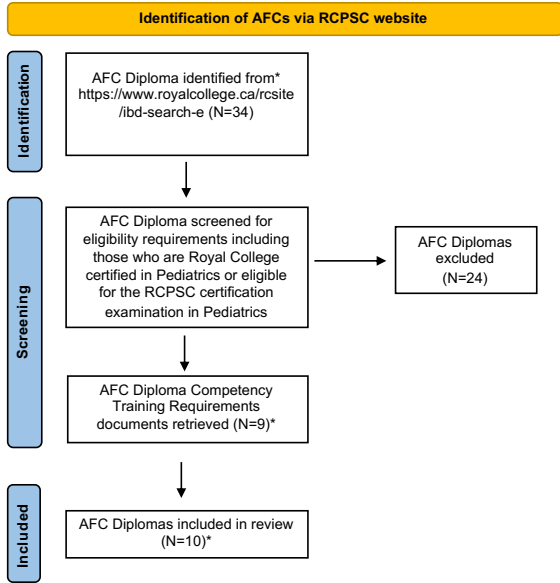 Identification of AFCs via RCPSC website
Identification
AFC Diploma identified from*
https://www.royalcollege.ca/rcsite
/ibd-search-e (N=34)
Screening
AFC Diploma screened for
eligibility requirements including
those who are Royal College
certified in Pediatrics or eligible
for the RCPSC certification
examination in Pediatrics
AFC Diplomas
excluded
(N=24)
AFC Diploma Competency
Training Requirements
documents retrieved (N=9)*
Included
AFC Diplomas included in review
(N=10)*